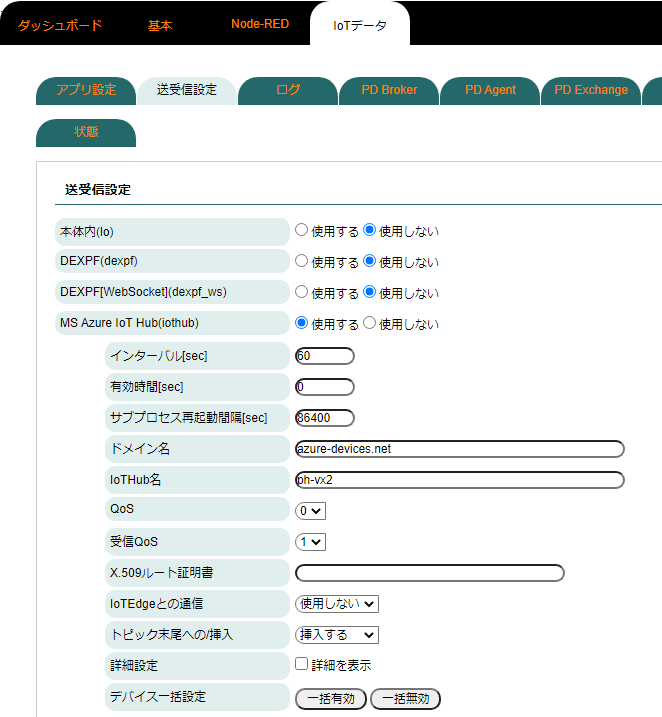 ダッシュボード 基本 Node-RED IoTデータ
アプリ設定 送受信設定 ログ PD Broker PD Agent PD Exchange
状態
送受信設定
本体内(lo) 使用する 使用しない
DEXPF(dexpf) 使用する 使用しない
DEXPF[WebSocket](dexpf_ws) 使用する 使用しない
MS Azure IoT Hub(iothub) 使用する 使用しない
インターバル[sec] 60
有効時間[sec] 0
サブプロセス再起動間隔[sec] 86400
ドメイン名 azure-devices.net
IoTHub名 ph-vx2
QoS 0
受信QoS 1
X.509ルート証明書
IoTEdgeとの通信 使用しない
トピック末尾への/挿入 挿入する
詳細設定 詳細を表示
デバイス一括設定 一括有効 一括無効